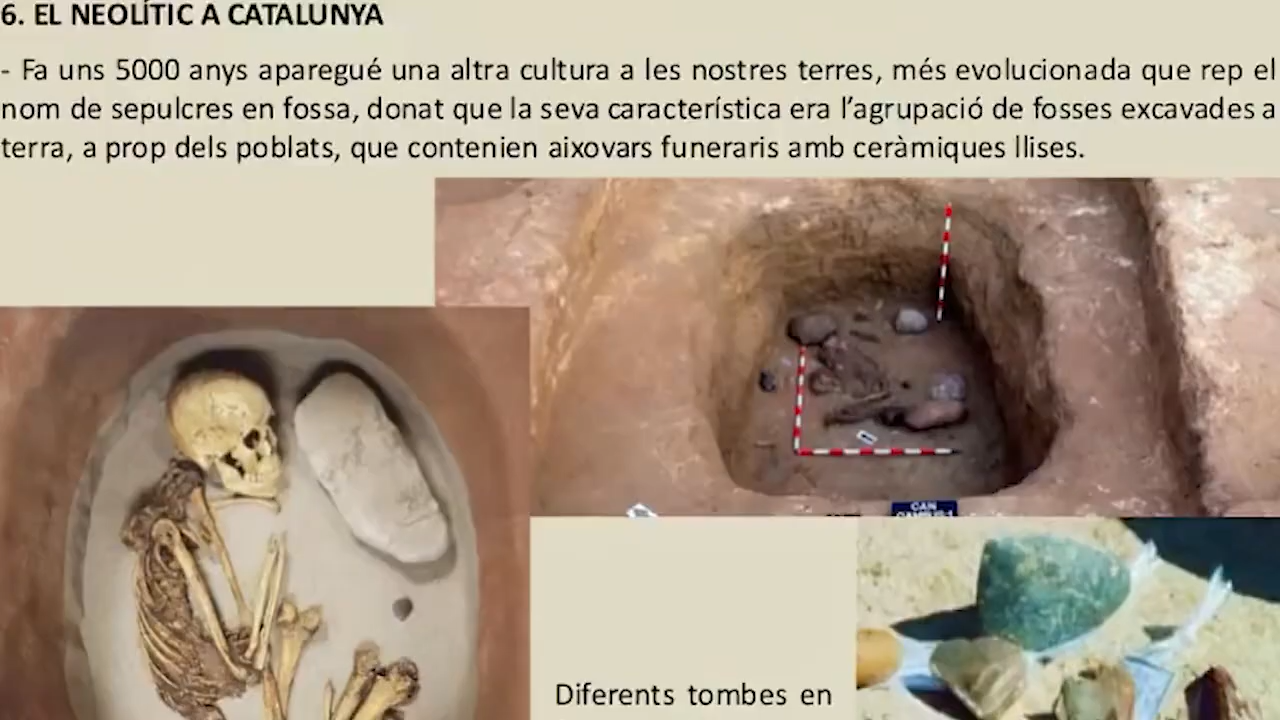 6. EL NEOLÍTIC A CATALUNYA
- Fa uns 5000 anys aparegué una altra cultura a les nostres terres, més evolucionada que rep el
nom de sepulcres en fossa, donat que la seva característica era l’agrupació de fosses excavades a
terra, a prop dels poblats, que contenien aixovars funeraris amb ceràmiques llises.
CAN
Diferents tombes en